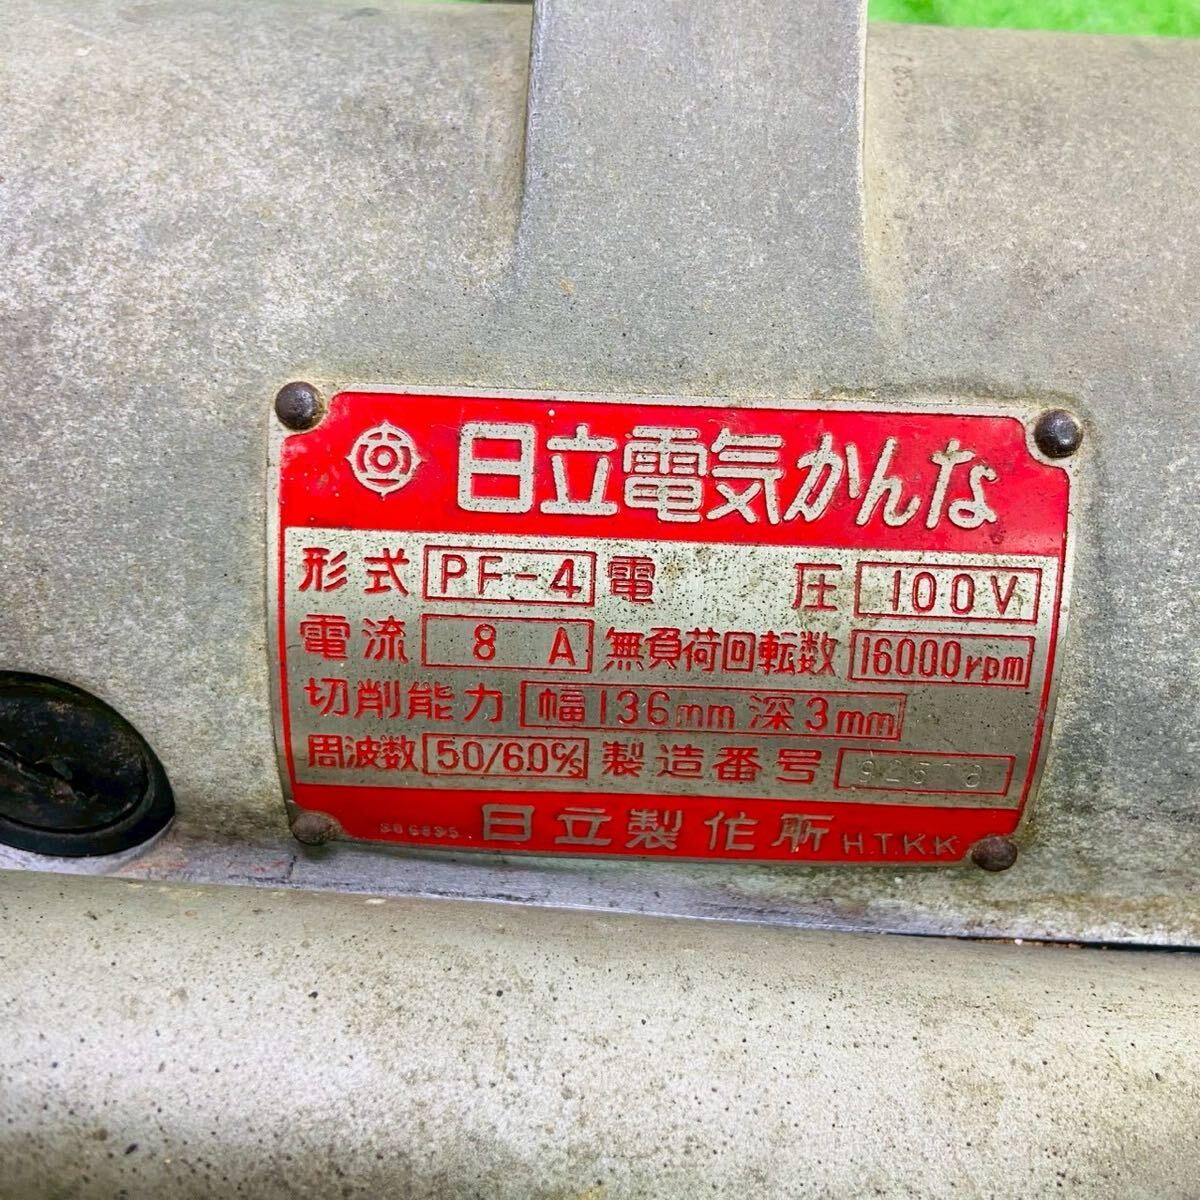 日立電気かんな
形式 PF-4 電圧 100V
電流 8 A 無負荷回転数 16000rpm
切削能力 幅136mm 深3mm
周波数 50/60c/s 製造番号
日立製作所 H.T.K.K